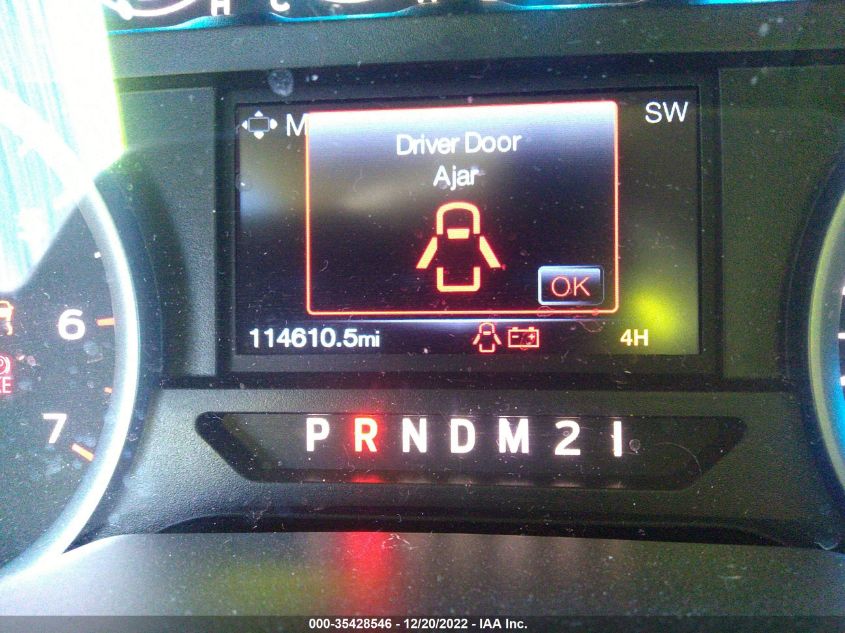 H C H
M SW
Driver Door
Ajar
OK
6
114610.5mi 4H
7
P R N D M 2 1
000-35428546 - 12/20/2022 - IAA Inc.